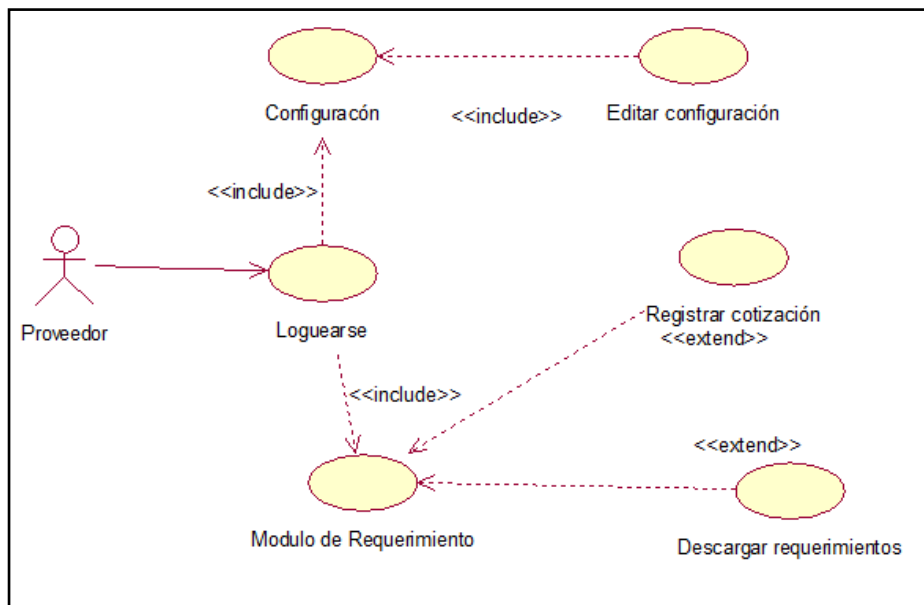 Configuracón
<<include>>
Editar configuración
<<include>>
Proveedor
Loguearse
Registrar cotización
<<extend>>
<<include>>
<<extend>>
Modulo de Requerimiento
Descargar requerimientos